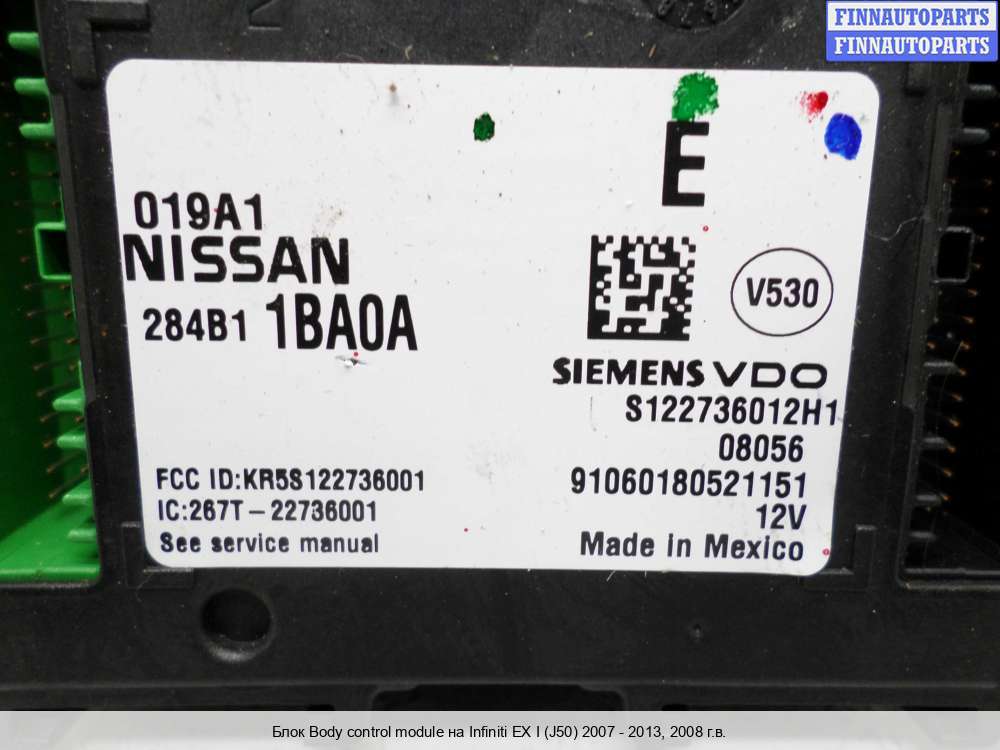 FINNAUTOPARTS
FINNAUTOPARTS
E
019A1
NISSAN
284B1 1BA0A
V530
SIEMENS VDO
S122736012H1
08056
FCC ID:KR5S122736001
91060180521151
IC:267T-22736001
12V
See service manual
Made in Mexico
Блок Body control module на Infiniti EX I (J50) 2007 - 2013, 2008 г.в.